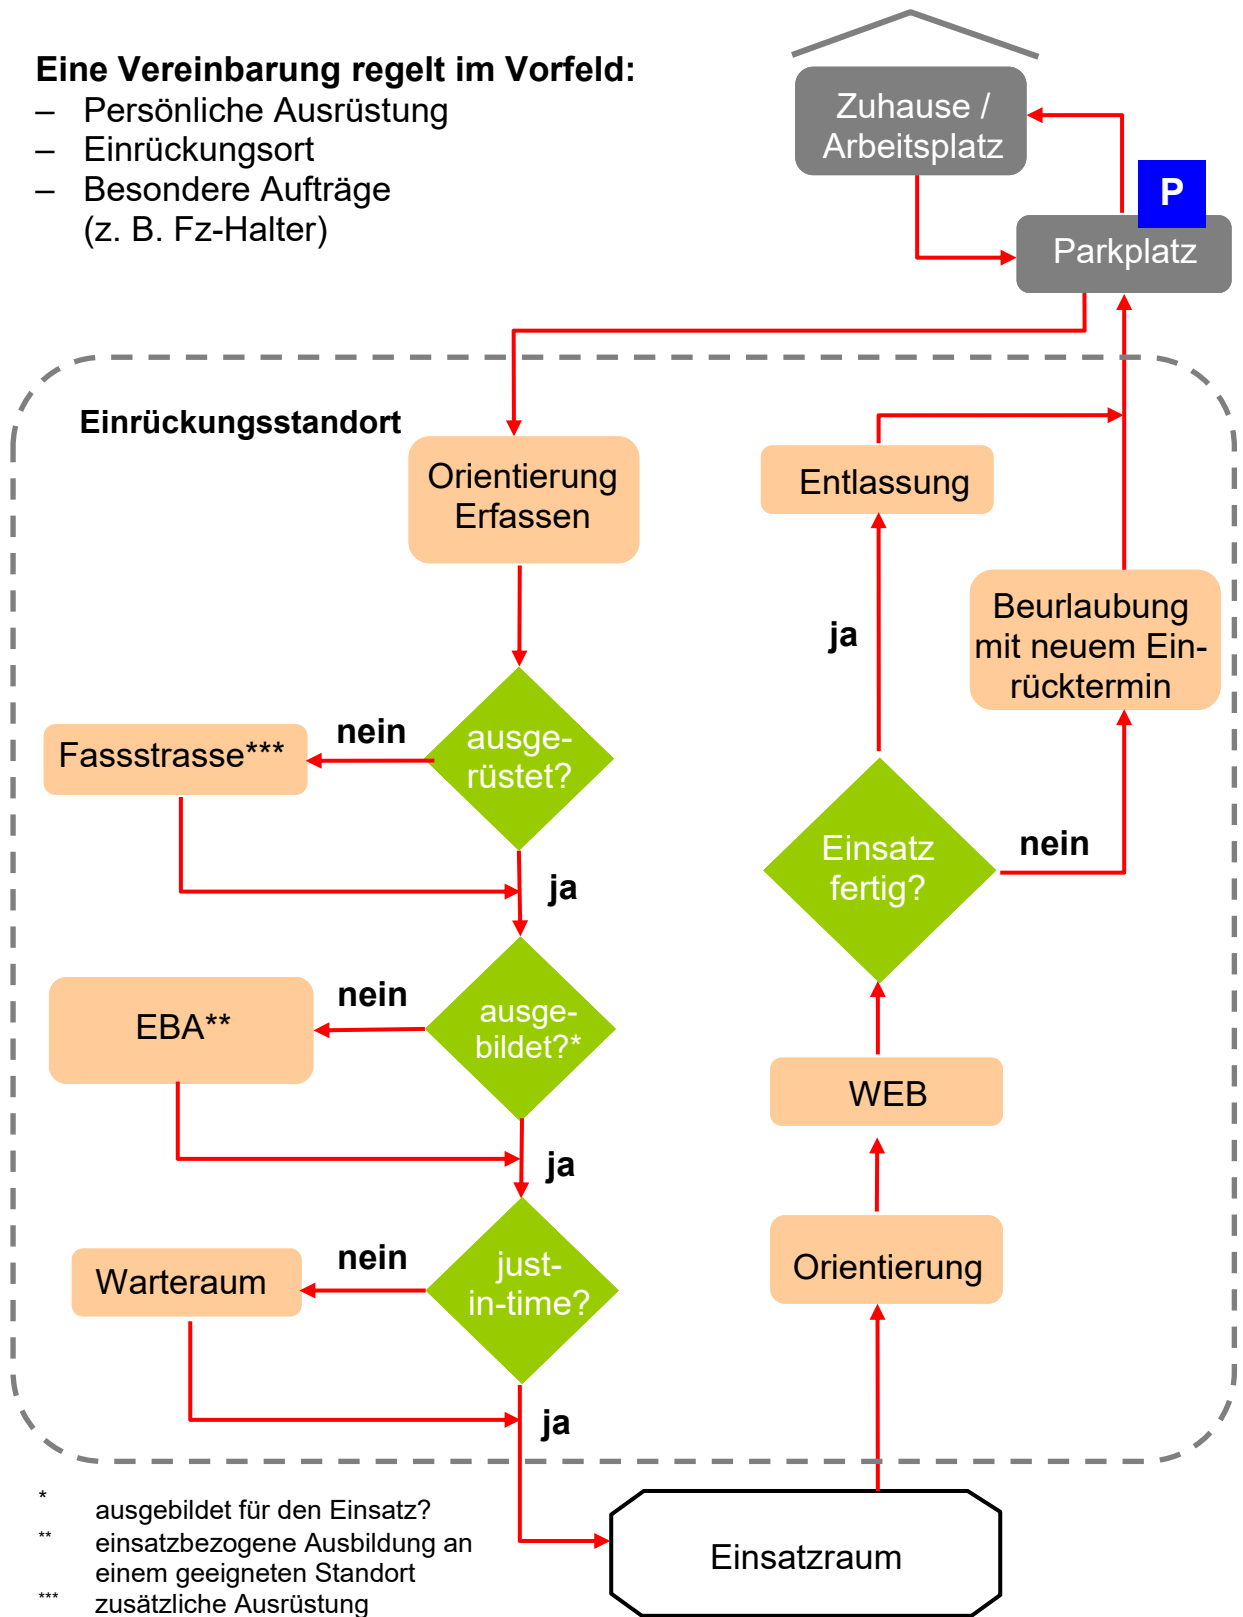 Eine Vereinbarung regelt im Vorfeld:
– Persönliche Ausrüstung
– Einrückungsort
– Besondere Aufträge
(z. B. Fz-Halter)
Zuhause /
Arbeitsplatz
P
Parkplatz
Einrückungsstandort
Orientierung
Erfassen
Entlassung
Beurlaubung
mit neuem Ein-
rücktermin
ja
nein
Fassstrasse***
ausge-
rüstet?
Einsatz
fertig?
nein
ja
nein
EBA**
ausge-
bildet?*
WEB
ja
nein
Warteraum
just-
in-time?
Orientierung
ja
* ausgebildet für den Einsatz?
** einsatzbezogene Ausbildung an
einem geeigneten Standort
*** zusätzliche Ausrüstung
Einsatzraum